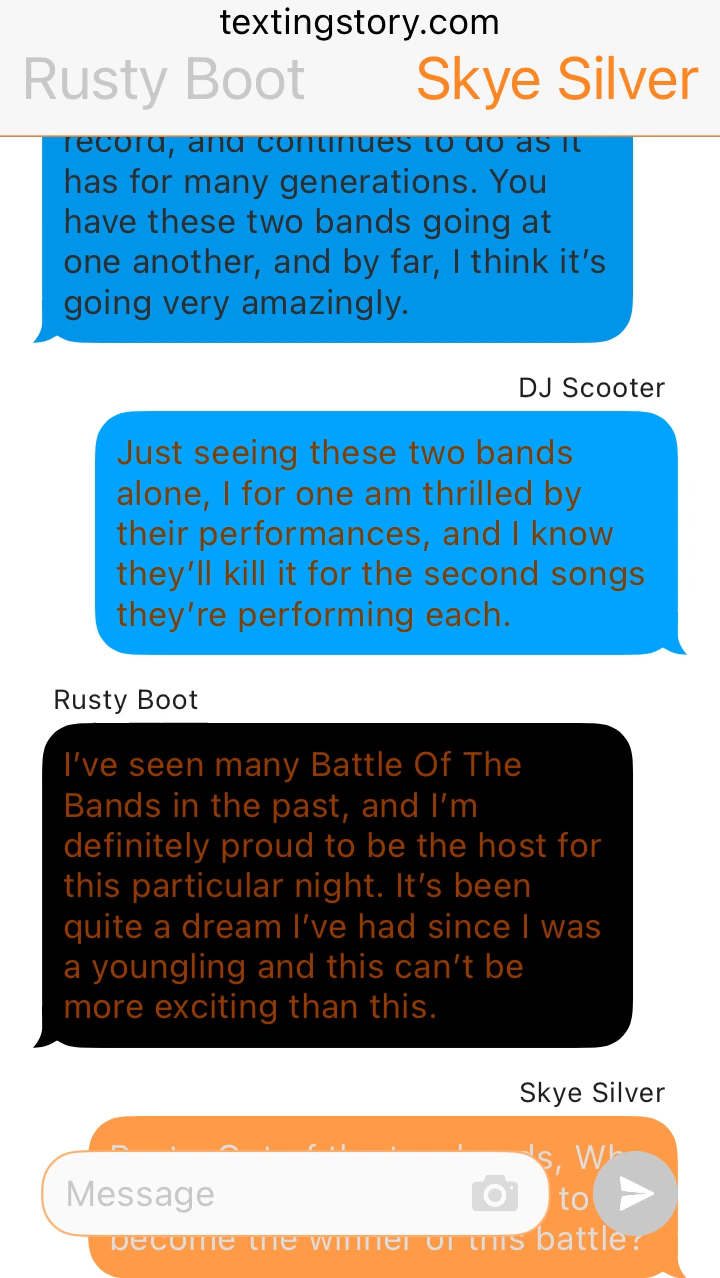 textingstory.com
Rusty Boot Skye Silver
record, and continues to do as it
has for many generations. You
have these two bands going at
one another, and by far, I think it’s
going very amazingly.
DJ Scooter
Just seeing these two bands
alone, I for one am thrilled by
their performances, and I know
they’ll kill it for the second songs
they’re performing each.
Rusty Boot
I’ve seen many Battle Of The
Bands in the past, and I’m
definitely proud to be the host for
this particular night. It’s been
quite a dream I’ve had since I was
a youngling and this can’t be
more exciting than this.
Skye Silver
to
Message
become the winner of this battle?